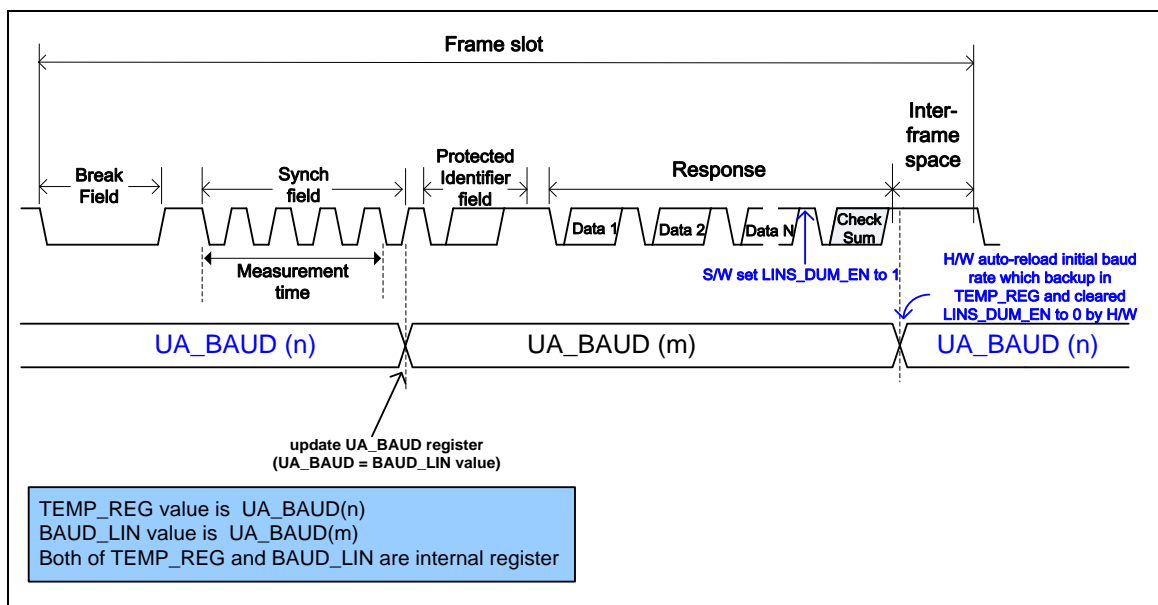 Frame slot
Inter-
frame
space
Break
Field
Synch
field
Protected
Identifier
field
Response
Data 1
Data 2
Data N
Check
Sum
Measurement
time
S/W set LINS_DUM_EN to 1
H/W auto-reload initial baud
rate which backup in
TEMP_REG and cleared
LINS_DUM_EN to 0 by H/W
UA_BAUD (n)
UA_BAUD (m)
UA_BAUD (n)
update UA_BAUD register
(UA_BAUD = BAUD_LIN value)
TEMP_REG value is UA_BAUD(n)
BAUD_LIN value is UA_BAUD(m)
Both of TEMP_REG and BAUD_LIN are internal register